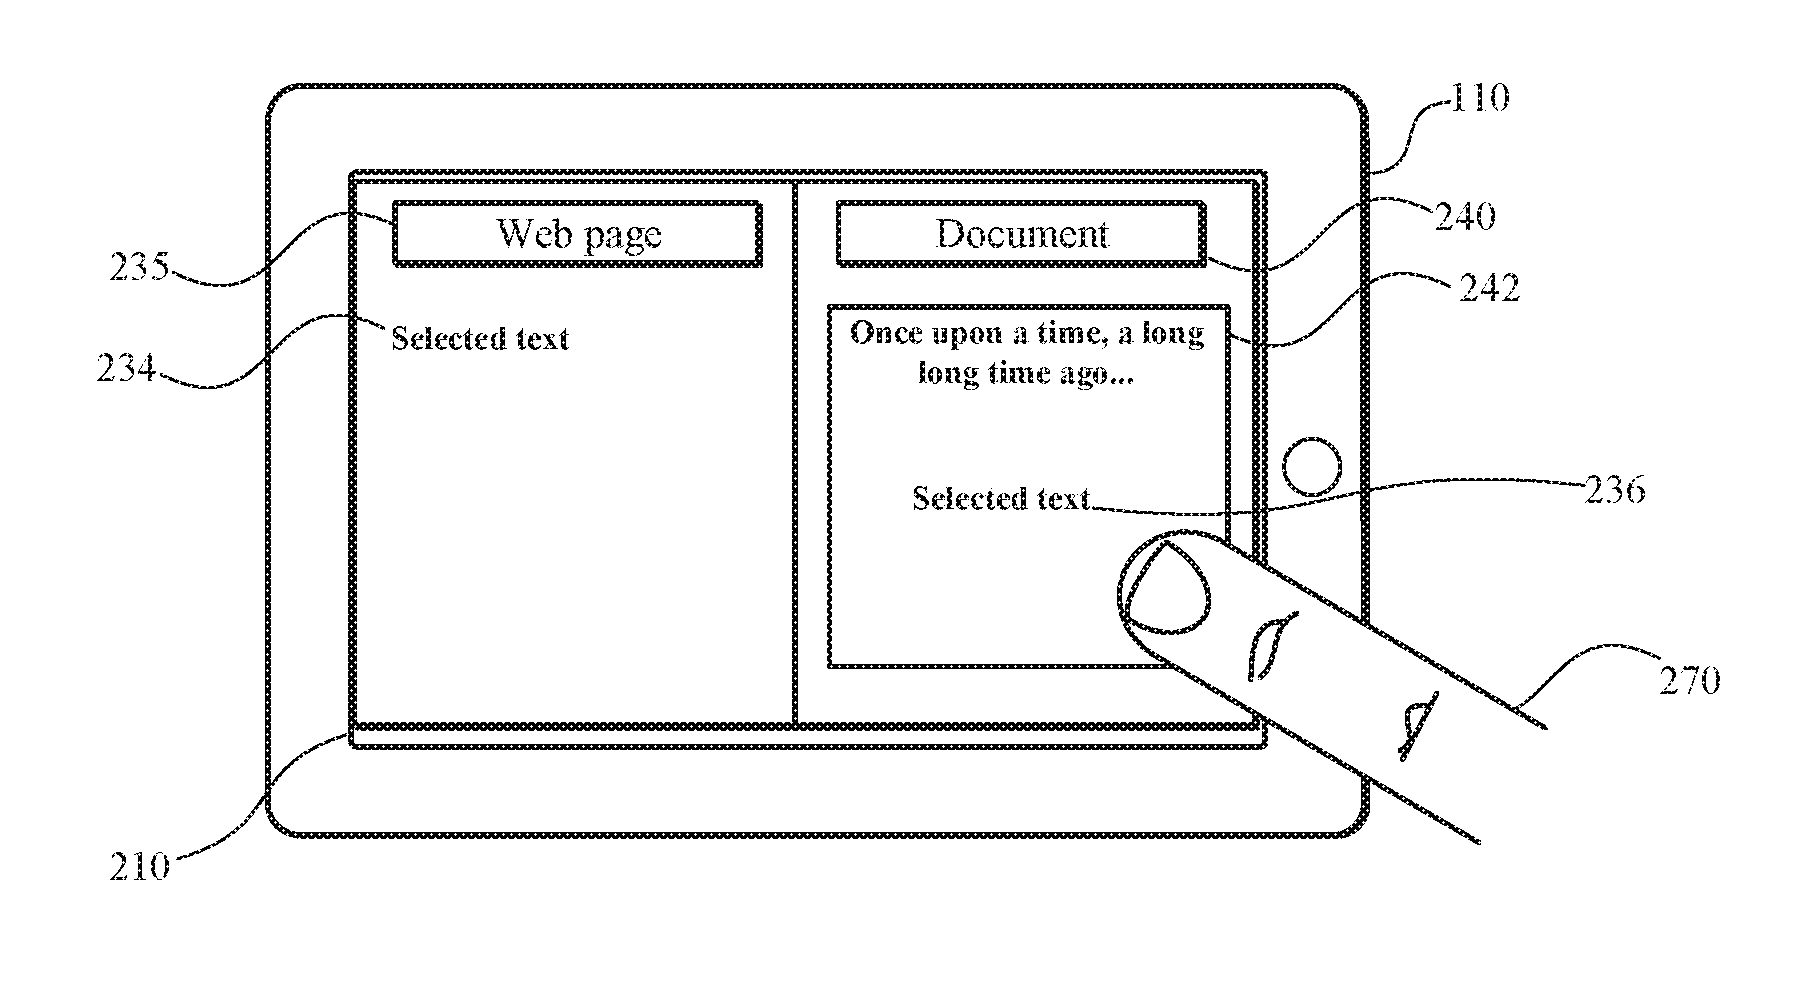 110
Web page
Document
240
235
242
Selected text
Once upon a time, a long
long time ago...
234
Selected text
236
270
210